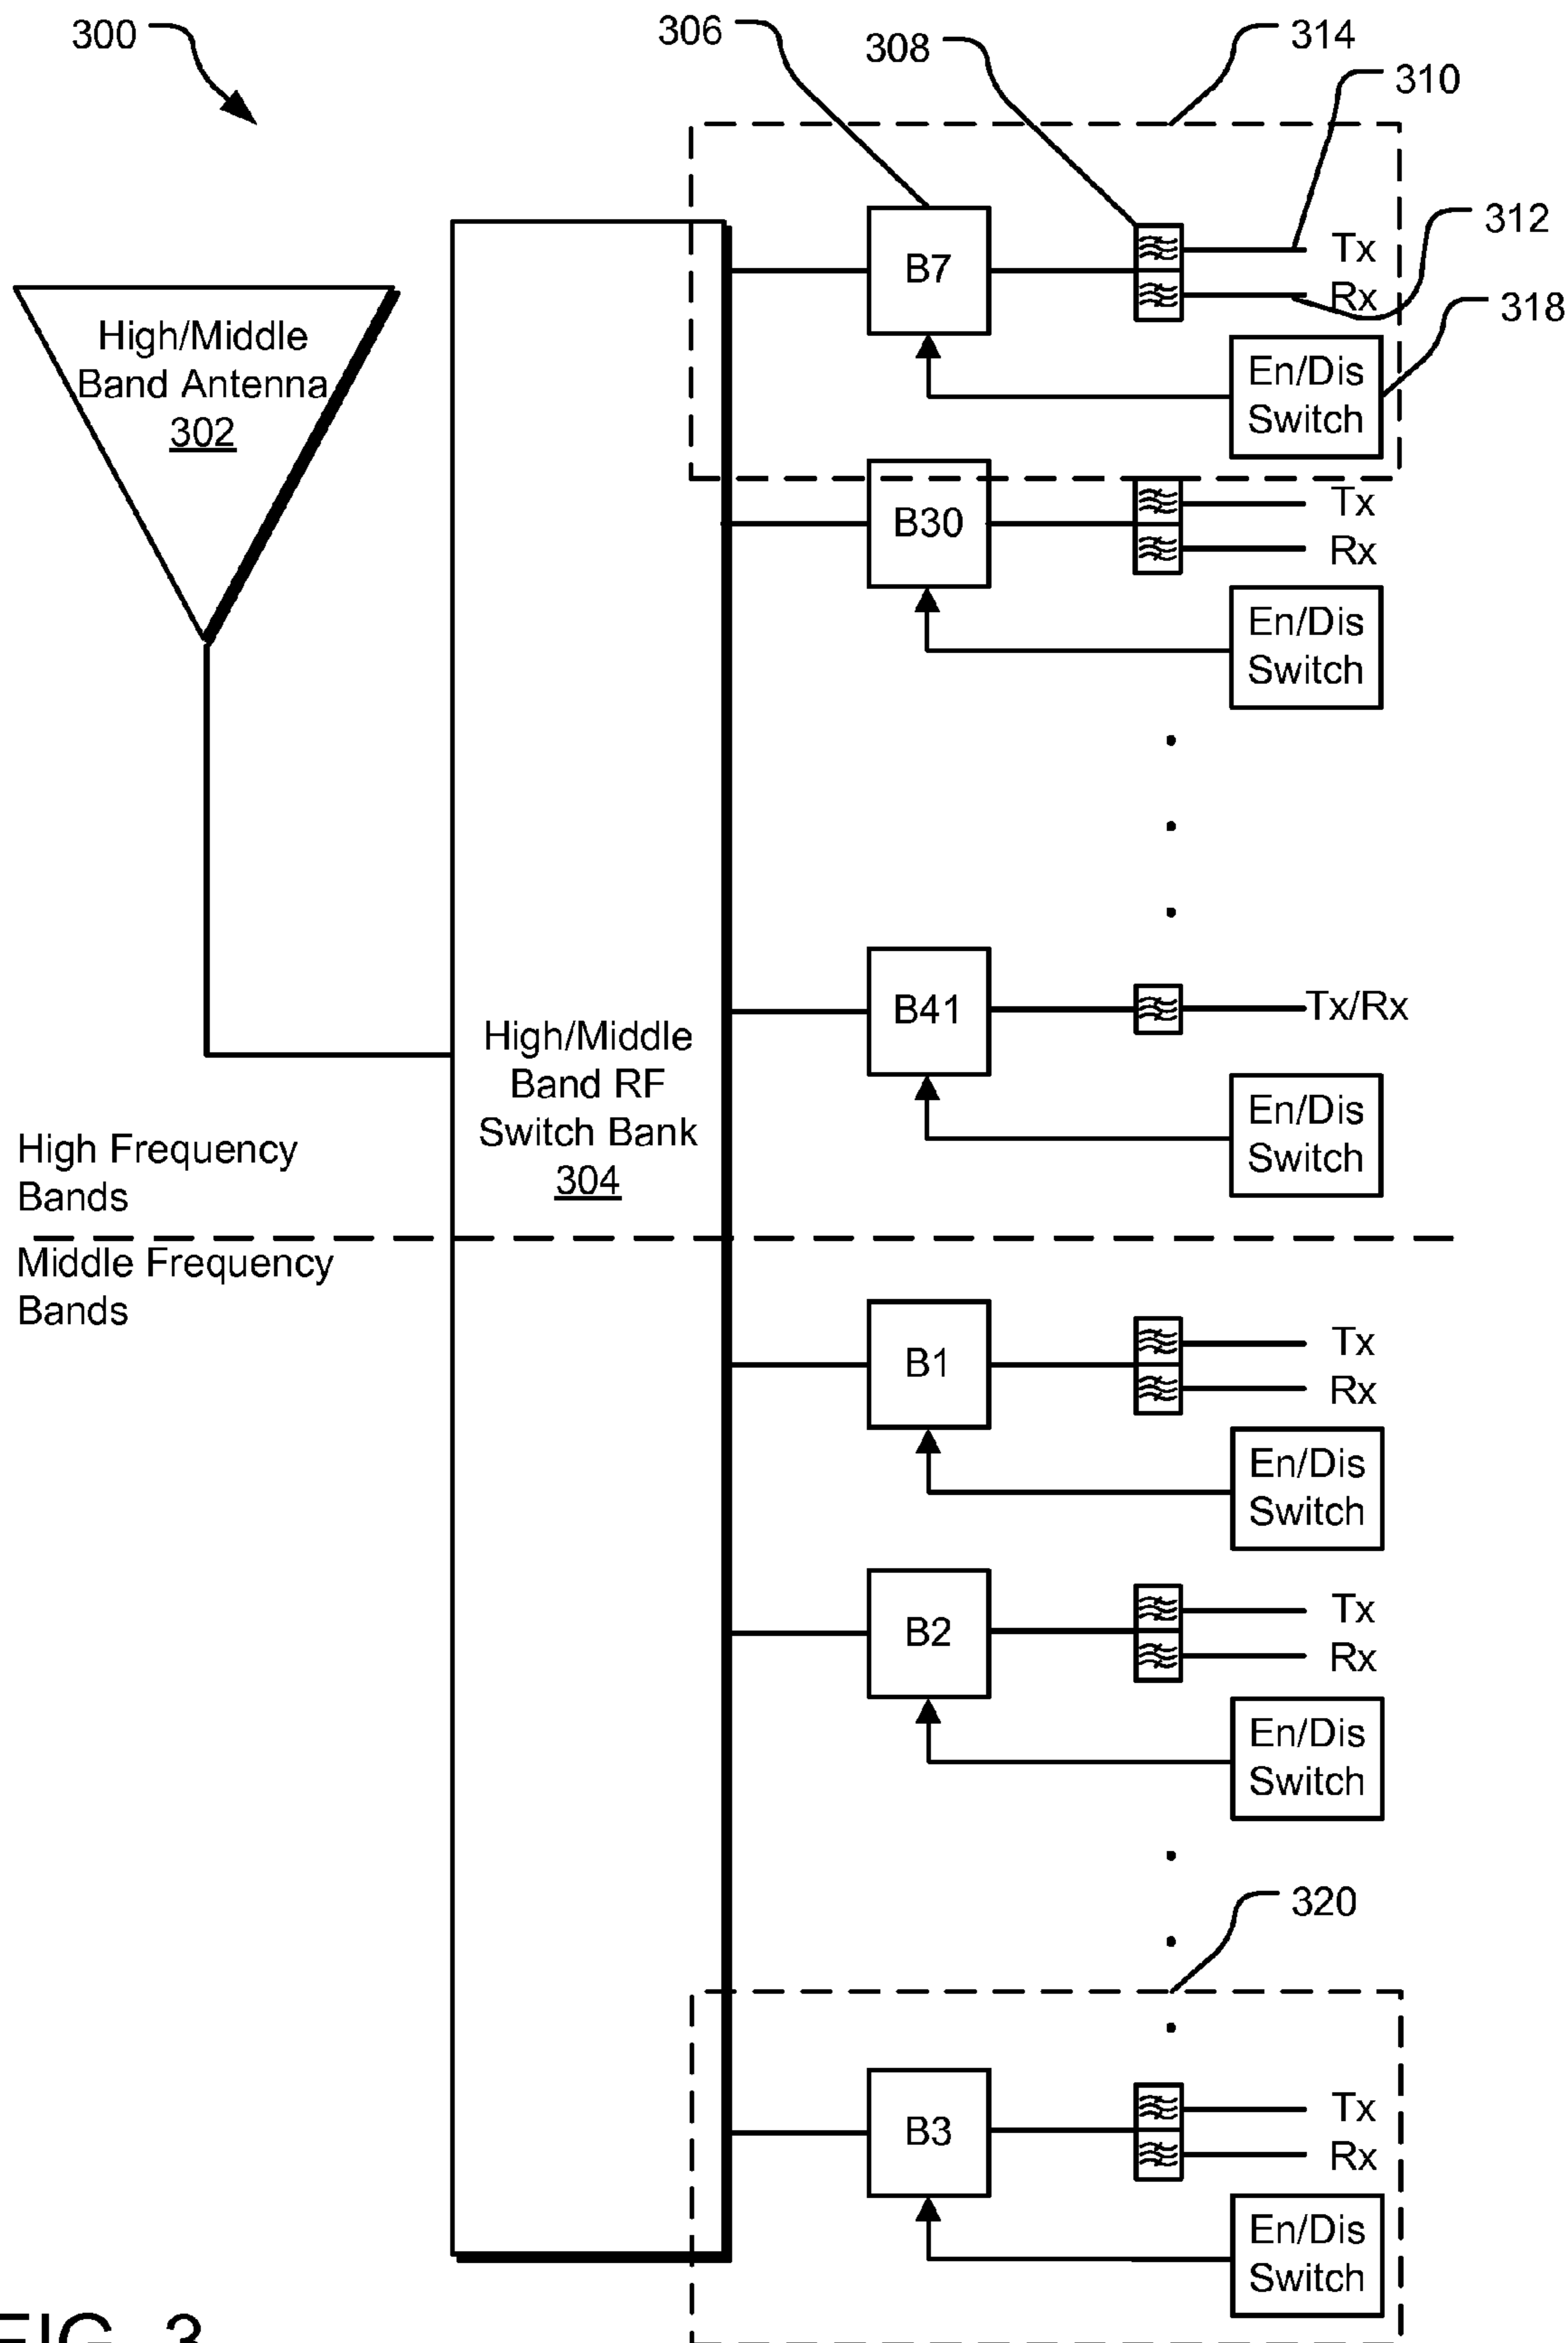 300
306
308
314
310
312
318
High/Middle
Band Antenna
302
B7
Tx
Rx
En/Dis
Switch
B30
Tx
Rx
En/Dis
Switch
B41
Tx/Rx
En/Dis
Switch
High/Middle
Band RF
Switch Bank
304
High Frequency
Bands
Middle Frequency
Bands
B1
Tx
Rx
En/Dis
Switch
B2
Tx
Rx
En/Dis
Switch
320
B3
Tx
Rx
En/Dis
Switch
FIG. 3